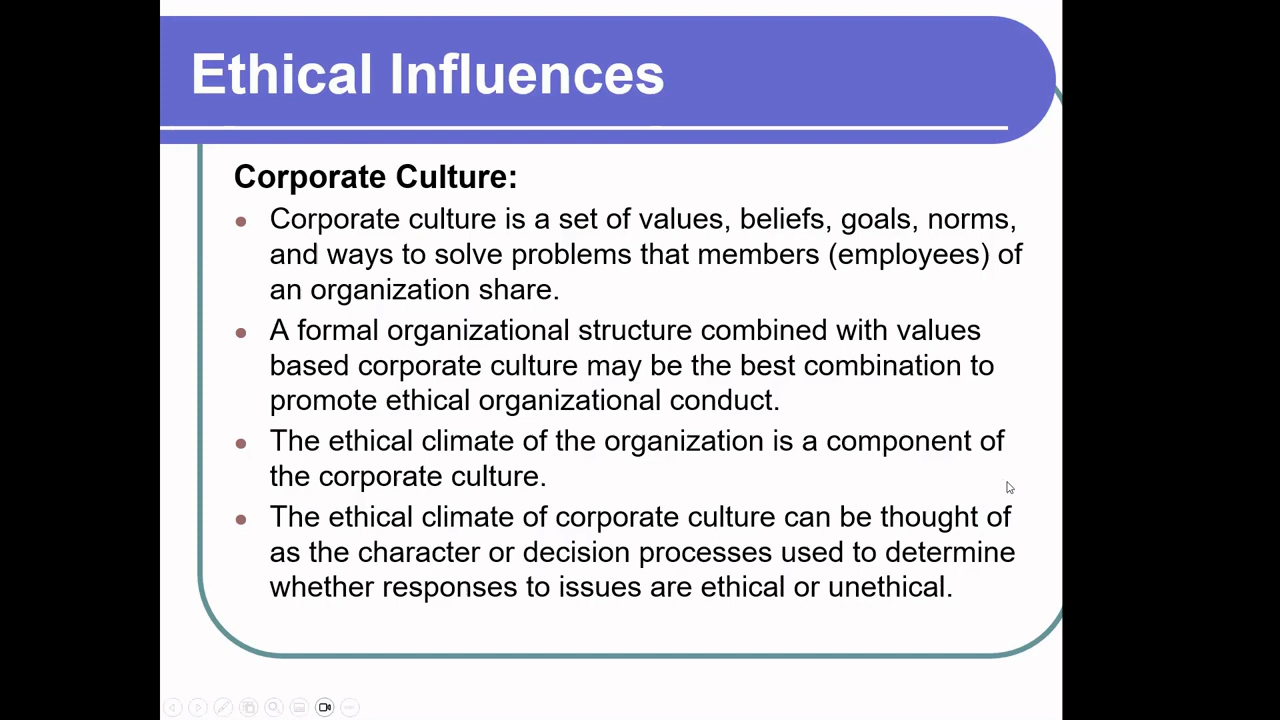 Ethical Influences
Corporate Culture:
Corporate culture is a set of values, beliefs, goals, norms,
and ways to solve problems that members (employees) of
an organization share.
A formal organizational structure combined with values
based corporate culture may be the best combination to
promote ethical organizational conduct.
The ethical climate of the organization is a component of
the corporate culture.
The ethical climate of corporate culture can be thought of
as the character or decision processes used to determine
whether responses to issues are ethical or unethical.